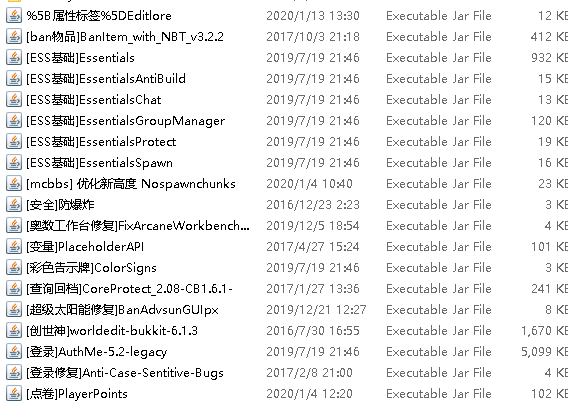 %5B属性标签%5DEditlore 2020/1/13 13:30 Executable Jar File 12 KB
[ban物品]BanItem_with_NBT_v3.2.2 2017/10/3 21:18 Executable Jar File 412 KB
[ESS基础]Essentials 2019/7/19 21:46 Executable Jar File 932 KB
[ESS基础]EssentialsAntiBuild 2019/7/19 21:46 Executable Jar File 15 KB
[ESS基础]EssentialsChat 2019/7/19 21:46 Executable Jar File 13 KB
[ESS基础]EssentialsGroupManager 2019/7/19 21:46 Executable Jar File 120 KB
[ESS基础]EssentialsProtect 2019/7/19 21:46 Executable Jar File 19 KB
[ESS基础]EssentialsSpawn 2019/7/19 21:46 Executable Jar File 16 KB
[mcbbs] 优化新高度 Nospawnchunks 2020/1/4 10:40 Executable Jar File 23 KB
[安全]防爆炸 2016/12/23 2:23 Executable Jar File 3 KB
[奥数工作台修复]FixArcaneWorkbench... 2019/12/5 18:54 Executable Jar File 4 KB
[变量]PlaceholderAPI 2017/4/27 15:24 Executable Jar File 101 KB
[彩色告示牌]ColorSigns 2019/7/19 21:46 Executable Jar File 3 KB
[查询回档]CoreProtect_2.08-CB1.6.1- 2017/1/27 13:36 Executable Jar File 241 KB
[超级太阳能修复]BanAdvsunGUIpx 2019/12/21 12:27 Executable Jar File 8 KB
[创世神]worldedit-bukkit-6.1.3 2016/7/30 16:55 Executable Jar File 1,670 KB
[登录]AuthMe-5.2-legacy 2019/7/19 21:46 Executable Jar File 5,099 KB
[登录修复]Anti-Case-Sentitive-Bugs 2017/2/8 21:00 Executable Jar File 4 KB
[点卷]PlayerPoints 2020/1/4 12:20 Executable Jar File 102 KB